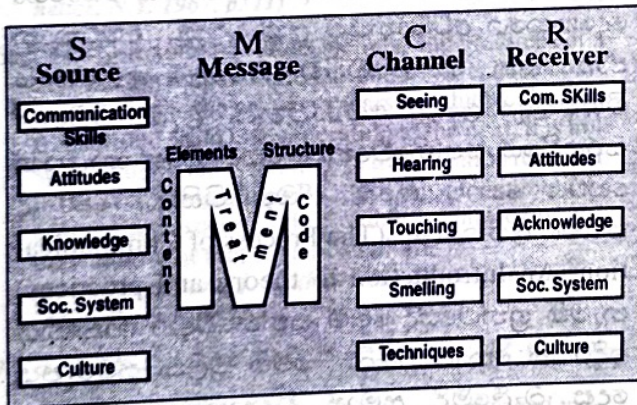 S
Source
Communication
Skills
Attitudes
Knowledge
Soc. System
Culture
M
Message
Elements Structure
Content
Treatment
Code
C
Channel
Seeing
Hearing
Touching
Smelling
Techniques
R
Receiver
Com. SKills
Attitudes
Acknowledge
Soc. System
Culture